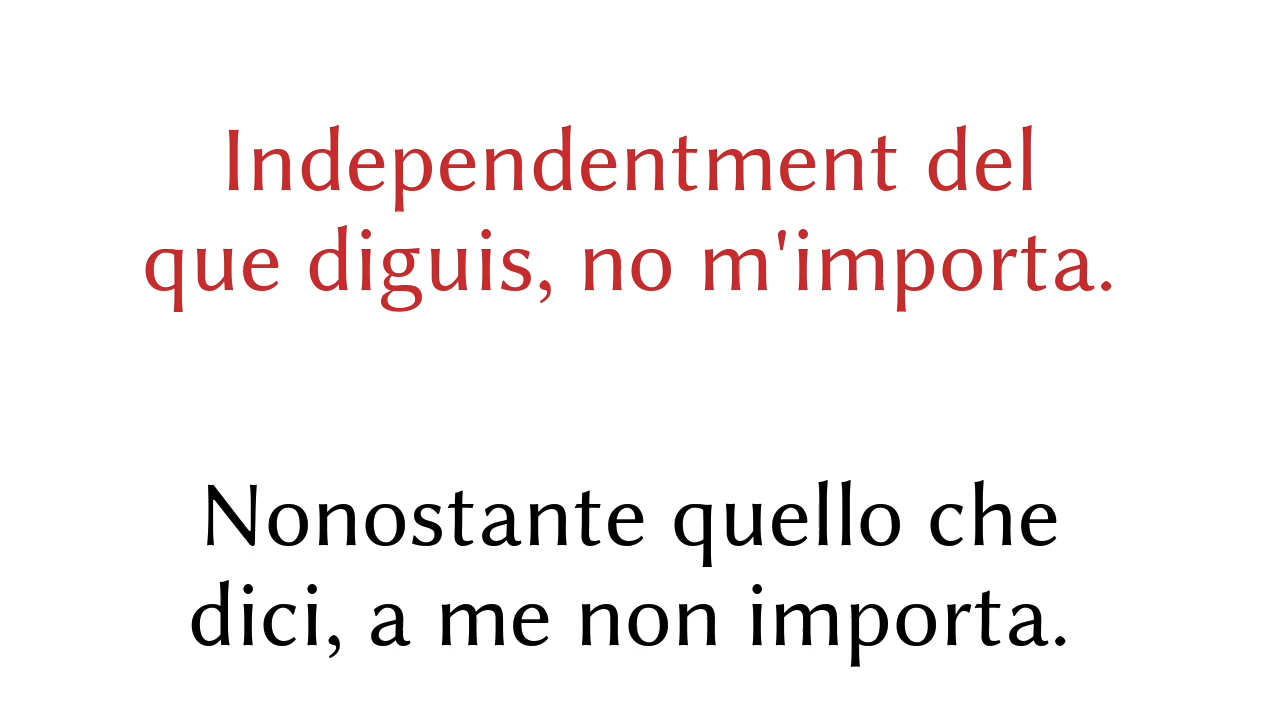 Independentment del
que diguis, no m'importa.
Nonostante quello che
dici, a me non importa.